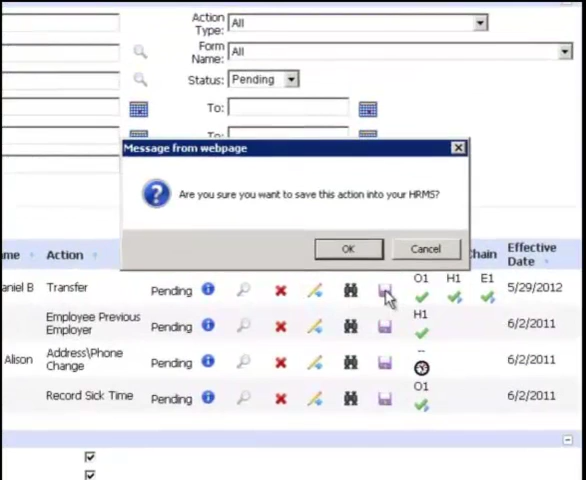 Action Type: All
Form Name: All
Status: Pending
To:
To:
Message from webpage
Are you sure you want to save this action into your HRMS?
OK Cancel
me Action hain Effective Date
aniel B Transfer Pending O1 H1 E1 5/29/2012
Employee Previous Employer Pending H1 6/2/2011
Alison Address\Phone Change Pending -- 6/2/2011
Record Sick Time Pending O1 6/2/2011